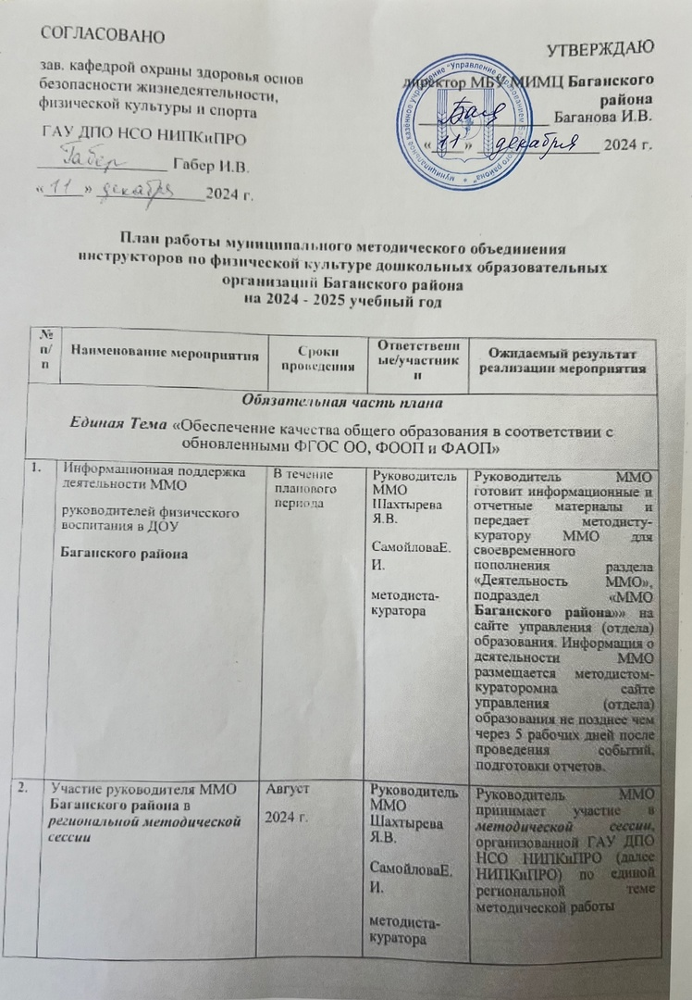 СОГЛАСОВАНО
зав. кафедрой охраны здоровья основ
безопасности жизнедеятельности,
физической культуры и спорта
ГАУ ДПО НСО НИПКиПРО
Габер Габер И.В.
« 11 » декабря 2024 г.
УТВЕРЖДАЮ
директор МБУ МИМЦ Баганского
района
Баганова И.В.
« 11 » декабря 2024 г.
План работы муниципального методического объединения
инструкторов по физической культуре дошкольных образовательных
организаций Баганского района
на 2024 - 2025 учебный год
№
п/
п
Наименование мероприятия
Сроки
проведения
Ответственн
ые/участник
и
Ожидаемый результат
реализации мероприятия
Обязательная часть плана
Единая Тема «Обеспечение качества общего образования в соответствии с
обновленными ФГОС ОО, ФООП и ФАОП»
1.
Информационная поддержка
деятельности ММО
руководителей физического
воспитания в ДОУ
Баганского района
В течение
планового
периода
Руководитель
ММО
Шахтырева
Я.В.
СамойловаЕ.
И.
методиста-
куратора
Руководитель ММО
готовит информационные и
отчетные материалы и
передает методисту-
куратору ММО для
своевременного
пополнения раздела
«Деятельность ММО»,
подраздел «ММО
Баганского района»» на
сайте управления (отдела)
образования. Информация о
деятельности ММО
размещается методистом-
кураторомна сайте
управления (отдела)
образования не позднее чем
через 5 рабочих дней после
проведения событий,
подготовки отчетов.
2.
Участие руководителя ММО
Баганского района в
региональной методической
сессии
Август
2024 г.
Руководитель
ММО
Шахтырева
Я.В.
СамойловаЕ.
И.
методиста-
куратора
Руководитель ММО
принимает участие в
методической сессии,
организованной ГАУ ДПО
НСО НИПКиПРО (далее
НИПКиПРО) по единой
региональной теме
методической работы